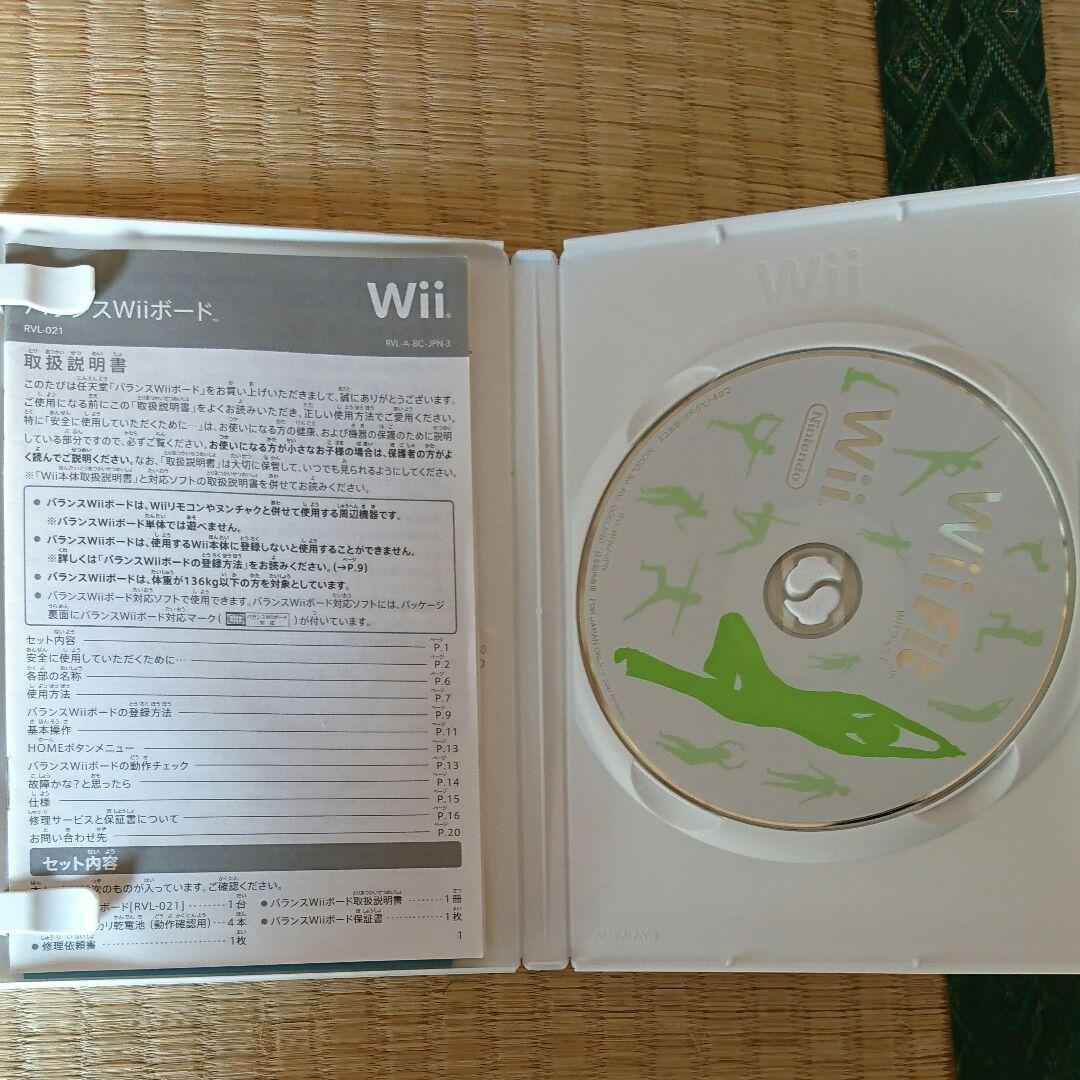 バランスWiiボード
Wii
RVL-021
RVL-A-BC-JPN-3
取扱説明書
このたびは任天堂「バランスWiiボード」をお買い上げいただきまして、誠にありがとうございます。
ご使用になる前にこの「取扱説明書」をよくお読みいただき、正しい使用方法でご愛用ください。
特に「安全に使用していただくために…」は、お使いになる方の健康、および機器の保護のために説明
している部分ですので、必ずご覧ください。お使いになる方が小さなお子様の場合は、保護者の方がよ
く読んでご説明ください。なお、「取扱説明書」は大切に保管して、いつでも見られるようにしてください。
※「Wii本体取扱説明書」と対応ソフトの取扱説明書を併せてお読みください。
● バランスWiiボードは、Wiiリモコンやヌンチャクと併せて使用する周辺機器です。
※バランスWiiボード単体では遊べません。
● バランスWiiボードは、使用するWii本体に登録しないと使用することができません。
※詳しくは「バランスWiiボードの登録方法」をお読みください。(→P.9)
● バランスWiiボードは、体重が136kg以下の方を対象としています。
● バランスWiiボード対応ソフトで使用できます。バランスWiiボード対応ソフトには、パッケージ
裏面にバランスWiiボード対応マーク( )が付いています。
セット内容 P.1
安全に使用していただくために… P.2
各部の名称 P.6
使用方法 P.7
バランスWiiボードの登録方法 P.9
基本操作 P.11
HOMEボタンメニュー P.13
バランスWiiボードの動作チェック P.13
故障かな?と思ったら P.14
仕様 P.15
修理サービスと保証書について P.16
お問い合わせ先 P.20
セット内容
次のものが入っています。ご確認ください。
ボード[RVL-021] 1台
カリ乾電池(動作確認用) 4本
● 修理依頼書 1枚
● バランスWiiボード取扱説明書 1冊
● バランスWiiボード保証書 1枚
1
Wii
Wii
Nintendo
Wii Fit
FOR JAPAN ONLY
AMARAY